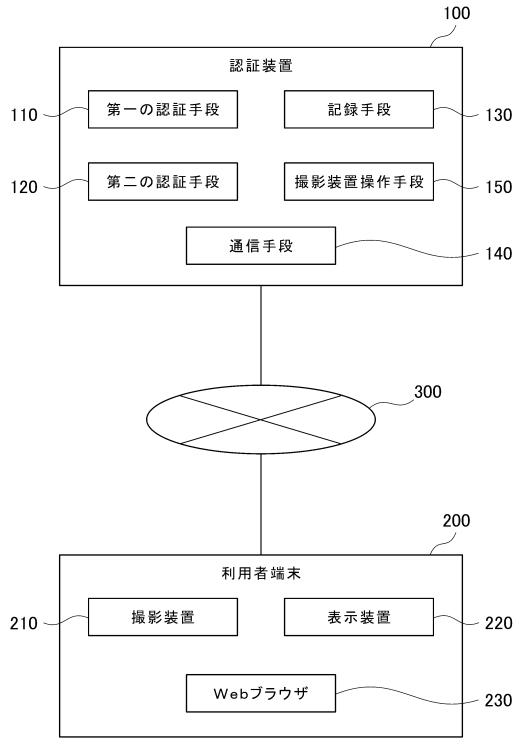 100
認証装置
110
第一の認証手段
記録手段
130
120
第二の認証手段
撮影装置操作手段
150
通信手段
140
300
200
利用者端末
210
撮影装置
表示装置
220
Webブラウザ
230